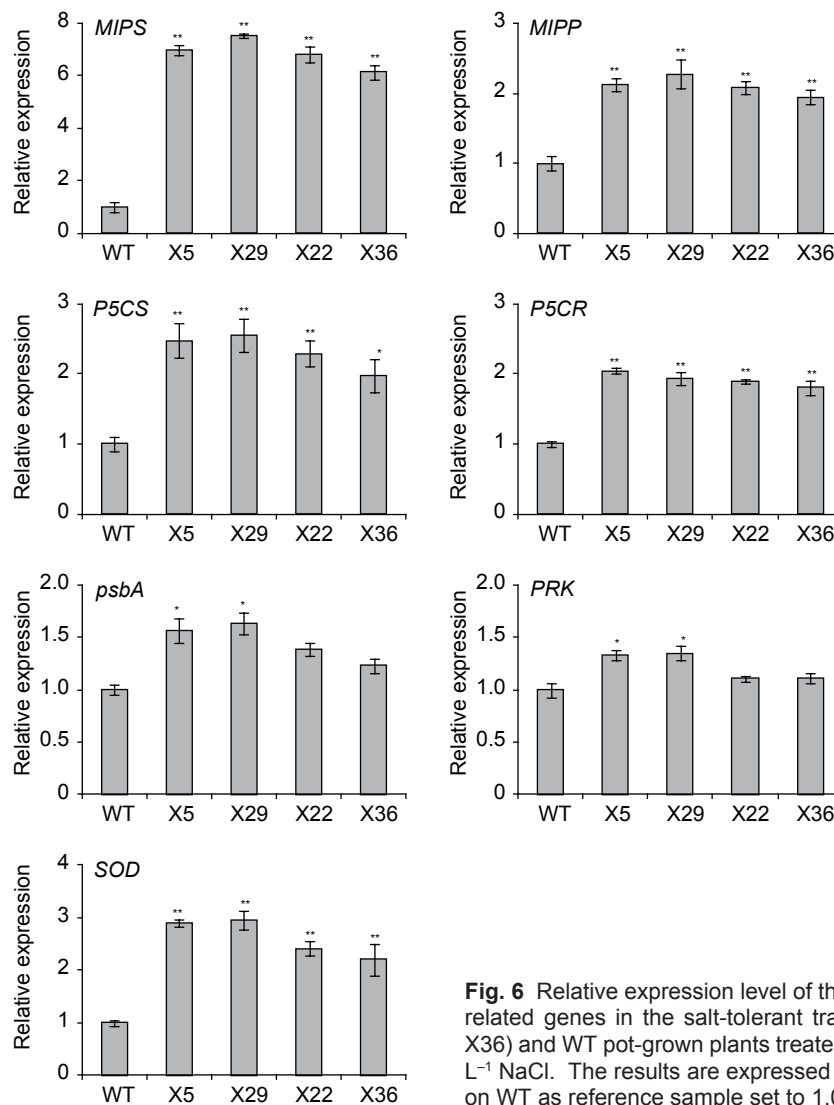 MIPS
Relative expression
8
6
4
2
0
** ** ** **
WT X5 X29 X22 X36
MIPP
Relative expression
3
2
1
0
** ** ** **
WT X5 X29 X22 X36
P5CS
Relative expression
3
2
1
0
** ** ** *
WT X5 X29 X22 X36
P5CR
Relative expression
3
2
1
0
** ** ** **
WT X5 X29 X22 X36
psbA
Relative expression
2.0
1.5
1.0
0.5
0
* *
WT X5 X29 X22 X36
PRK
Relative expression
2.0
1.5
1.0
0.5
0
* *
WT X5 X29 X22 X36
SOD
Relative expression
4
3
2
1
0
** ** ** **
WT X5 X29 X22 X36
Fig. 6 Relative expression level of th
related genes in the salt-tolerant tra
X36) and WT pot-grown plants treate
L⁻¹ NaCl. The results are expressed
on WT as reference sample set to 1.0